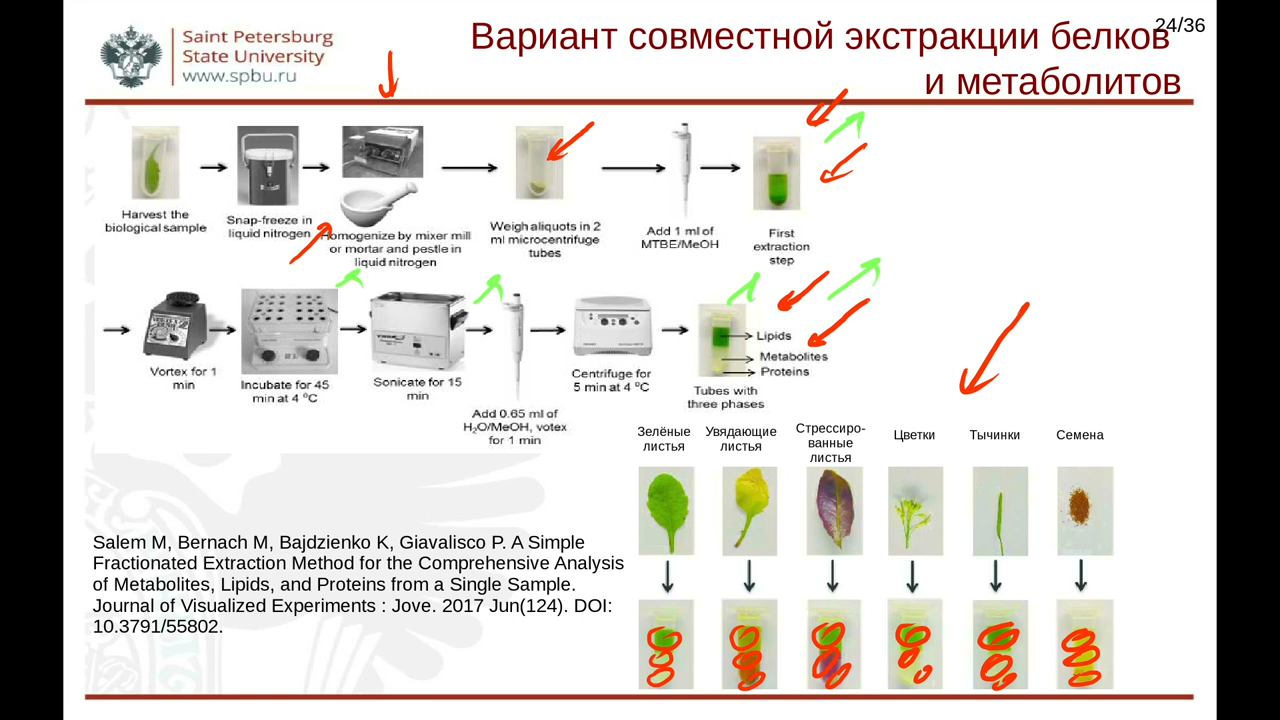 Saint Petersburg
State University
www.spbu.ru
24/36
Вариант совместной экстракции белков
и метаболитов
Harvest the
biological sample
Snap-freeze in
liquid nitrogen
Homogenize by mixer mill
or mortar and pestle in
liquid nitrogen
Weigh aliquots in 2
ml microcentrifuge
tubes
Add 1 ml of
MTBE/MeOH
First
extraction
step
Vortex for 1
min
Incubate for 45
min at 4 ºC
Sonicate for 15
min
Add 0.65 ml of
H₂O/MeOH, votex
for 1 min
Centrifuge for
5 min at 4 ºC
Lipids
Metabolites
Proteins
Tubes with
three phases
Зелёные
листья
Увядающие
листья
Стрессиро-
ванные
листья
Цветки
Тычинки
Семена
Salem M, Bernach M, Bajdzienko K, Giavalisco P. A Simple
Fractionated Extraction Method for the Comprehensive Analysis
of Metabolites, Lipids, and Proteins from a Single Sample.
Journal of Visualized Experiments : Jove. 2017 Jun(124). DOI:
10.3791/55802.